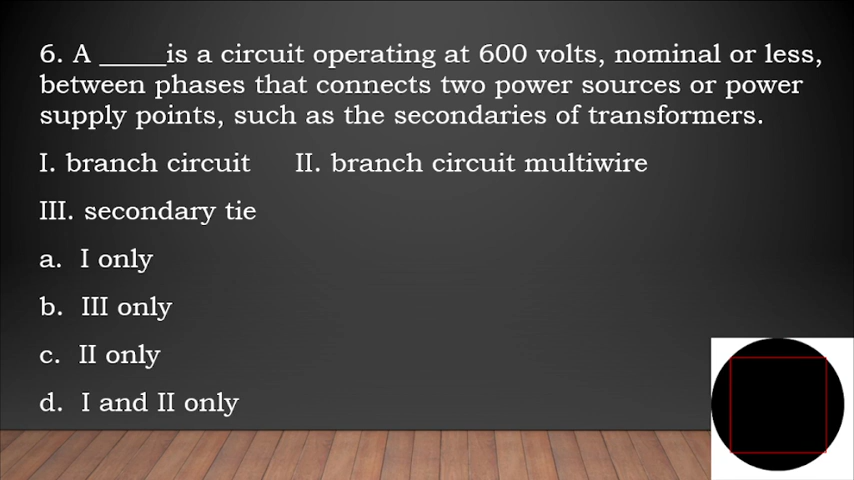 6. A _____is a circuit operating at 600 volts, nominal or less,
between phases that connects two power sources or power
supply points, such as the secondaries of transformers.
I. branch circuit II. branch circuit multiwire
III. secondary tie
a. I only
b. III only
c. II only
d. I and II only